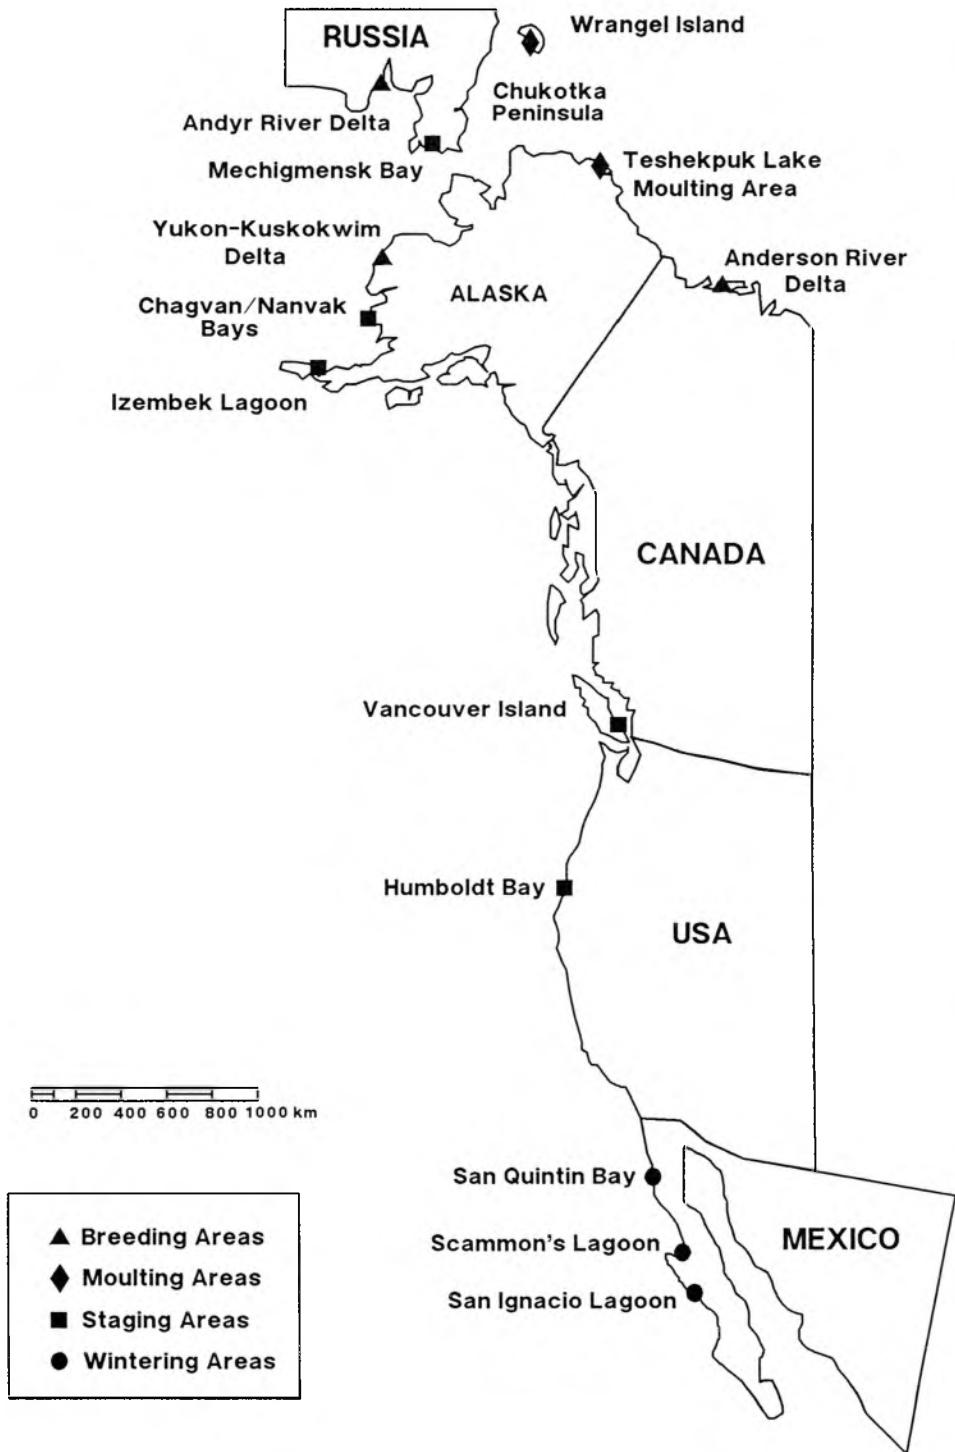 RUSSIA
Wrangel Island
Chukotka
Peninsula
Andyr River Delta
Mechigmensk Bay
Teshekpuk Lake
Moulting Area
Yukon-Kuskokwim
Delta
Anderson River
Delta
ALASKA
Chagvan/Nanvak
Bays
Izembek Lagoon
CANADA
Vancouver Island
Humboldt Bay
USA
0 200 400 600 800 1000 km
San Quintin Bay
MEXICO
Scammon's Lagoon
San Ignacio Lagoon
Breeding Areas
Moulting Areas
Staging Areas
Wintering Areas